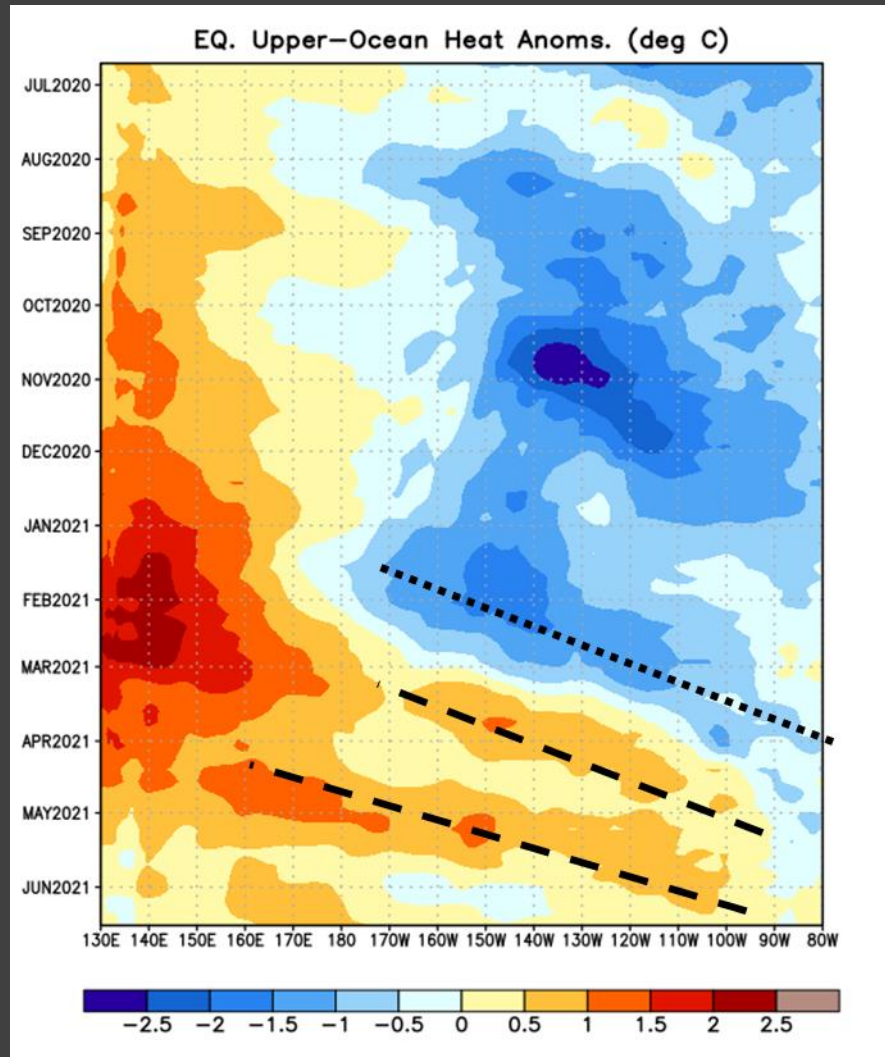 EQ. Upper-Ocean Heat Anoms. (deg C)
JUL2020
AUG2020
SEP2020
OCT2020
NOV2020
DEC2020
JAN2021
FEB2021
MAR2021
APR2021
MAY2021
JUN2021
130E 140E 150E 160E 170E 180 170W 160W 150W 140W 130W 120W 110W 100W 90W 80W
-2.5 -2 -1.5 -1 -0.5 0 0.5 1 1.5 2 2.5